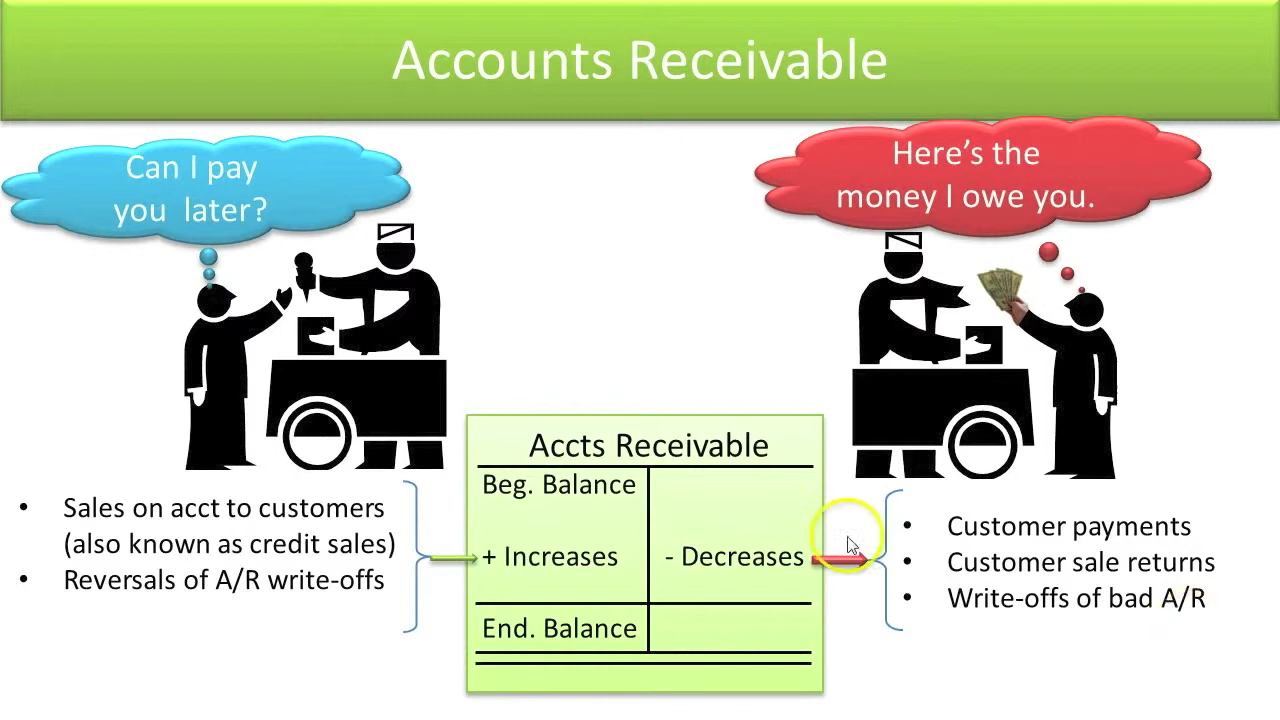 Accounts Receivable
Can I pay
you later?
Here's the
money I owe you.
Accts Receivable
Beg. Balance
+ Increases
- Decreases
End. Balance
• Sales on acct to customers
(also known as credit sales)
• Reversals of A/R write-offs
• Customer payments
• Customer sale returns
• Write-offs of bad A/R